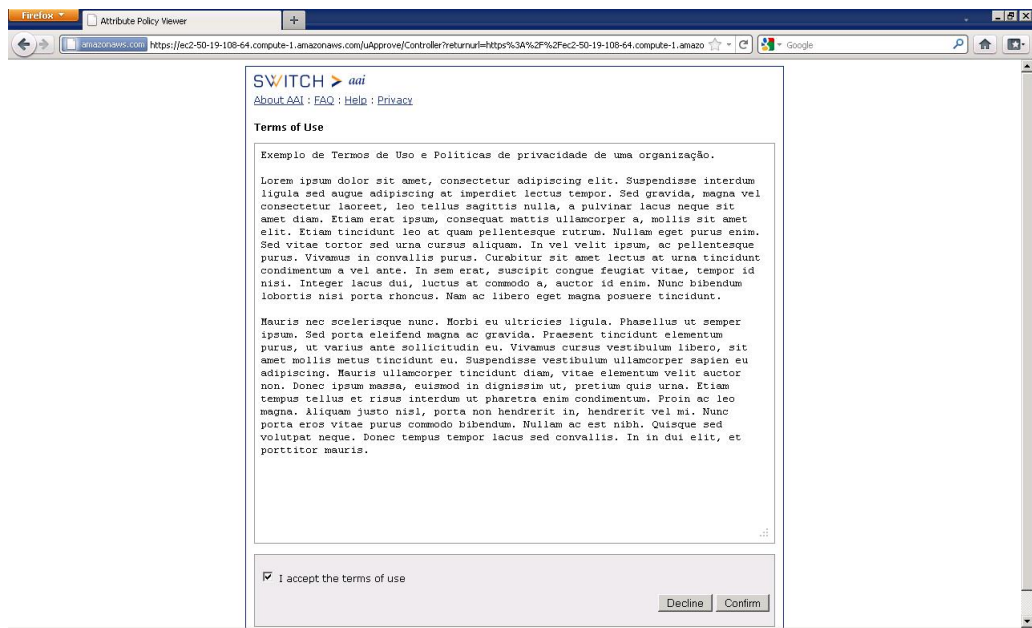 Firefox
Attribute Policy Viewer
amazonaws.com https://ec2-50-19-108-64.compute-1.amazonaws.com/uApprove/Controller?returnurl=https%3A%2F%2Fec2-50-19-108-64.compute-1.amazo
Google
SWITCH > aai
About AAI : FAQ : Help : Privacy
Terms of Use
Exemplo de Termos de Uso e Políticas de privacidade de uma organização.
Lorem ipsum dolor sit amet, consectetur adipiscing elit. Suspendisse interdum
ligula sed augue adipiscing at imperdiet lectus tempor. Sed gravida, magna vel
consectetur laoreet, leo tellus sagittis nulla, a pulvinar lacus neque sit
amet diam. Etiam erat ipsum, consequat mattis ullamcorper a, mollis sit amet
elit. Etiam tincidunt leo at quam pellentesque rutrum. Nullam eget purus enim.
Sed vitae tortor sed urna cursus aliquam. In vel velit ipsum, ac pellentesque
purus. Vivamus in convallis purus. Curabitur sit amet lectus at urna tincidunt
condimentum a vel ante. In sem erat, suscipit congue feugiat vitae, tempor id
nisi. Integer lacus dui, luctus at commodo a, auctor id enim. Nunc bibendum
lobortis nisi porta rhoncus. Nam ac libero eget magna posuere tincidunt.
Mauris nec scelerisque nunc. Morbi eu ultricies ligula. Phasellus ut semper
ipsum. Sed porta eleifend magna ac gravida. Praesent tincidunt elementum
purus, ut varius ante sollicitudin eu. Vivamus cursus vestibulum libero, sit
amet mollis metus tincidunt eu. Suspendisse vestibulum ullamcorper sapien eu
adipiscing. Mauris ullamcorper tincidunt diam, vitae elementum velit auctor
non. Donec ipsum massa, euismod in dignissim ut, pretium quis urna. Etiam
tempus tellus et risus interdum ut pharetra enim condimentum. Proin ac leo
magna. Aliquam justo nisl, porta non hendrerit in, hendrerit vel mi. Nunc
porta eros vitae purus commodo bibendum. Nullam ac est nibh. Quisque sed
volutpat neque. Donec tempus tempor lacus sed convallis. In in dui elit, et
porttitor mauris.
I accept the terms of use
Decline Confirm